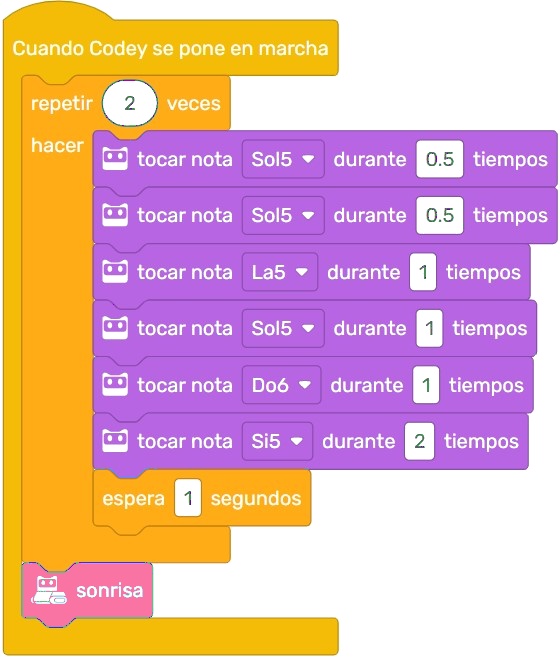 Cuando Codey se pone en marcha
repetir 2 veces
hacer
tocar nota Sol5 durante 0.5 tiempos
tocar nota Sol5 durante 0.5 tiempos
tocar nota La5 durante 1 tiempos
tocar nota Sol5 durante 1 tiempos
tocar nota Do6 durante 1 tiempos
tocar nota Si5 durante 2 tiempos
espera 1 segundos
sonrisa